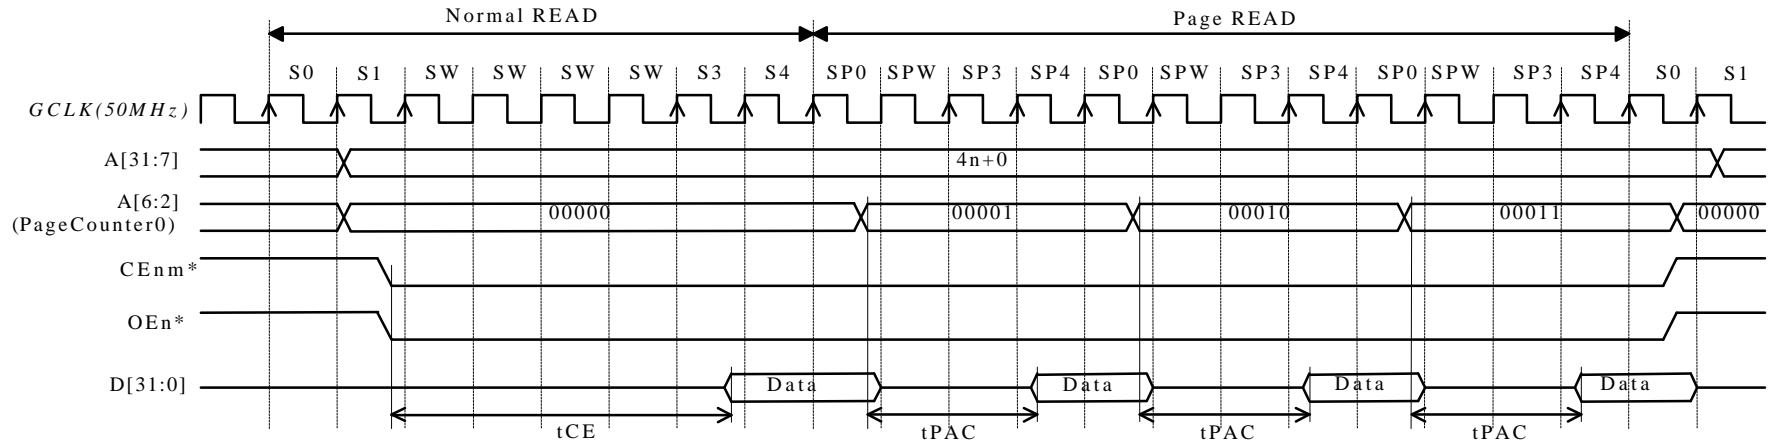 Normal READ Page READ
S0 S1 SW SW SW SW S3 S4 SP0 SPW SP3 SP4 SP0 SPW SP3 SP4 SP0 SPW SP3 SP4 S0 S1
GCLK(50MHz)
A[31:7] 4n+0
A[6:2] 00000 00001 00010 00011 00000
(PageCounter0)
CEnm*
OEn*
D[31:0] Data Data Data Data
tCE tPAC tPAC tPAC